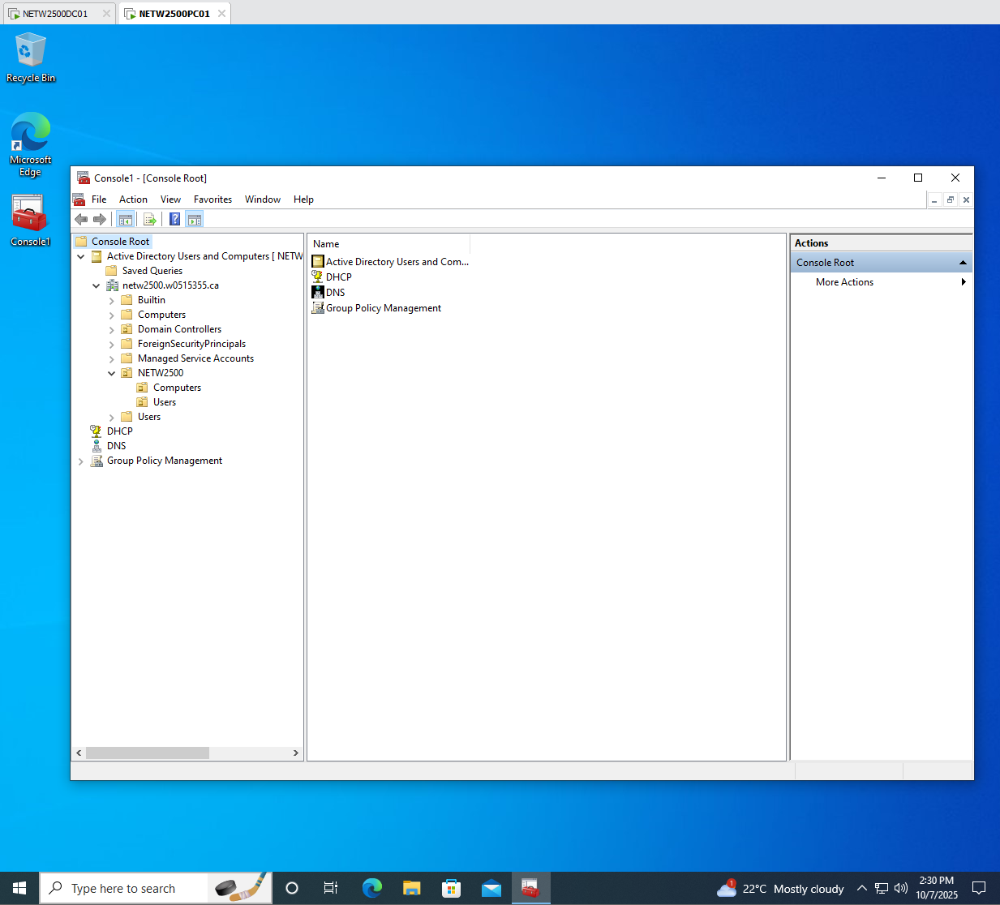 NETW2500DC01
NETW2500PC01
Recycle Bin
Microsoft
Edge
Console1
Console1 - [Console Root]
File Action View Favorites Window Help
Console Root
Active Directory Users and Computers [ NETW
Saved Queries
netw2500.w0515355.ca
Builtin
Computers
Domain Controllers
ForeignSecurityPrincipals
Managed Service Accounts
NETW2500
Computers
Users
Users
DHCP
DNS
Group Policy Management
Name
Active Directory Users and Com...
DHCP
DNS
Group Policy Management
Actions
Console Root
More Actions
Type here to search
1
22°C Mostly cloudy
2:30 PM
10/7/2025